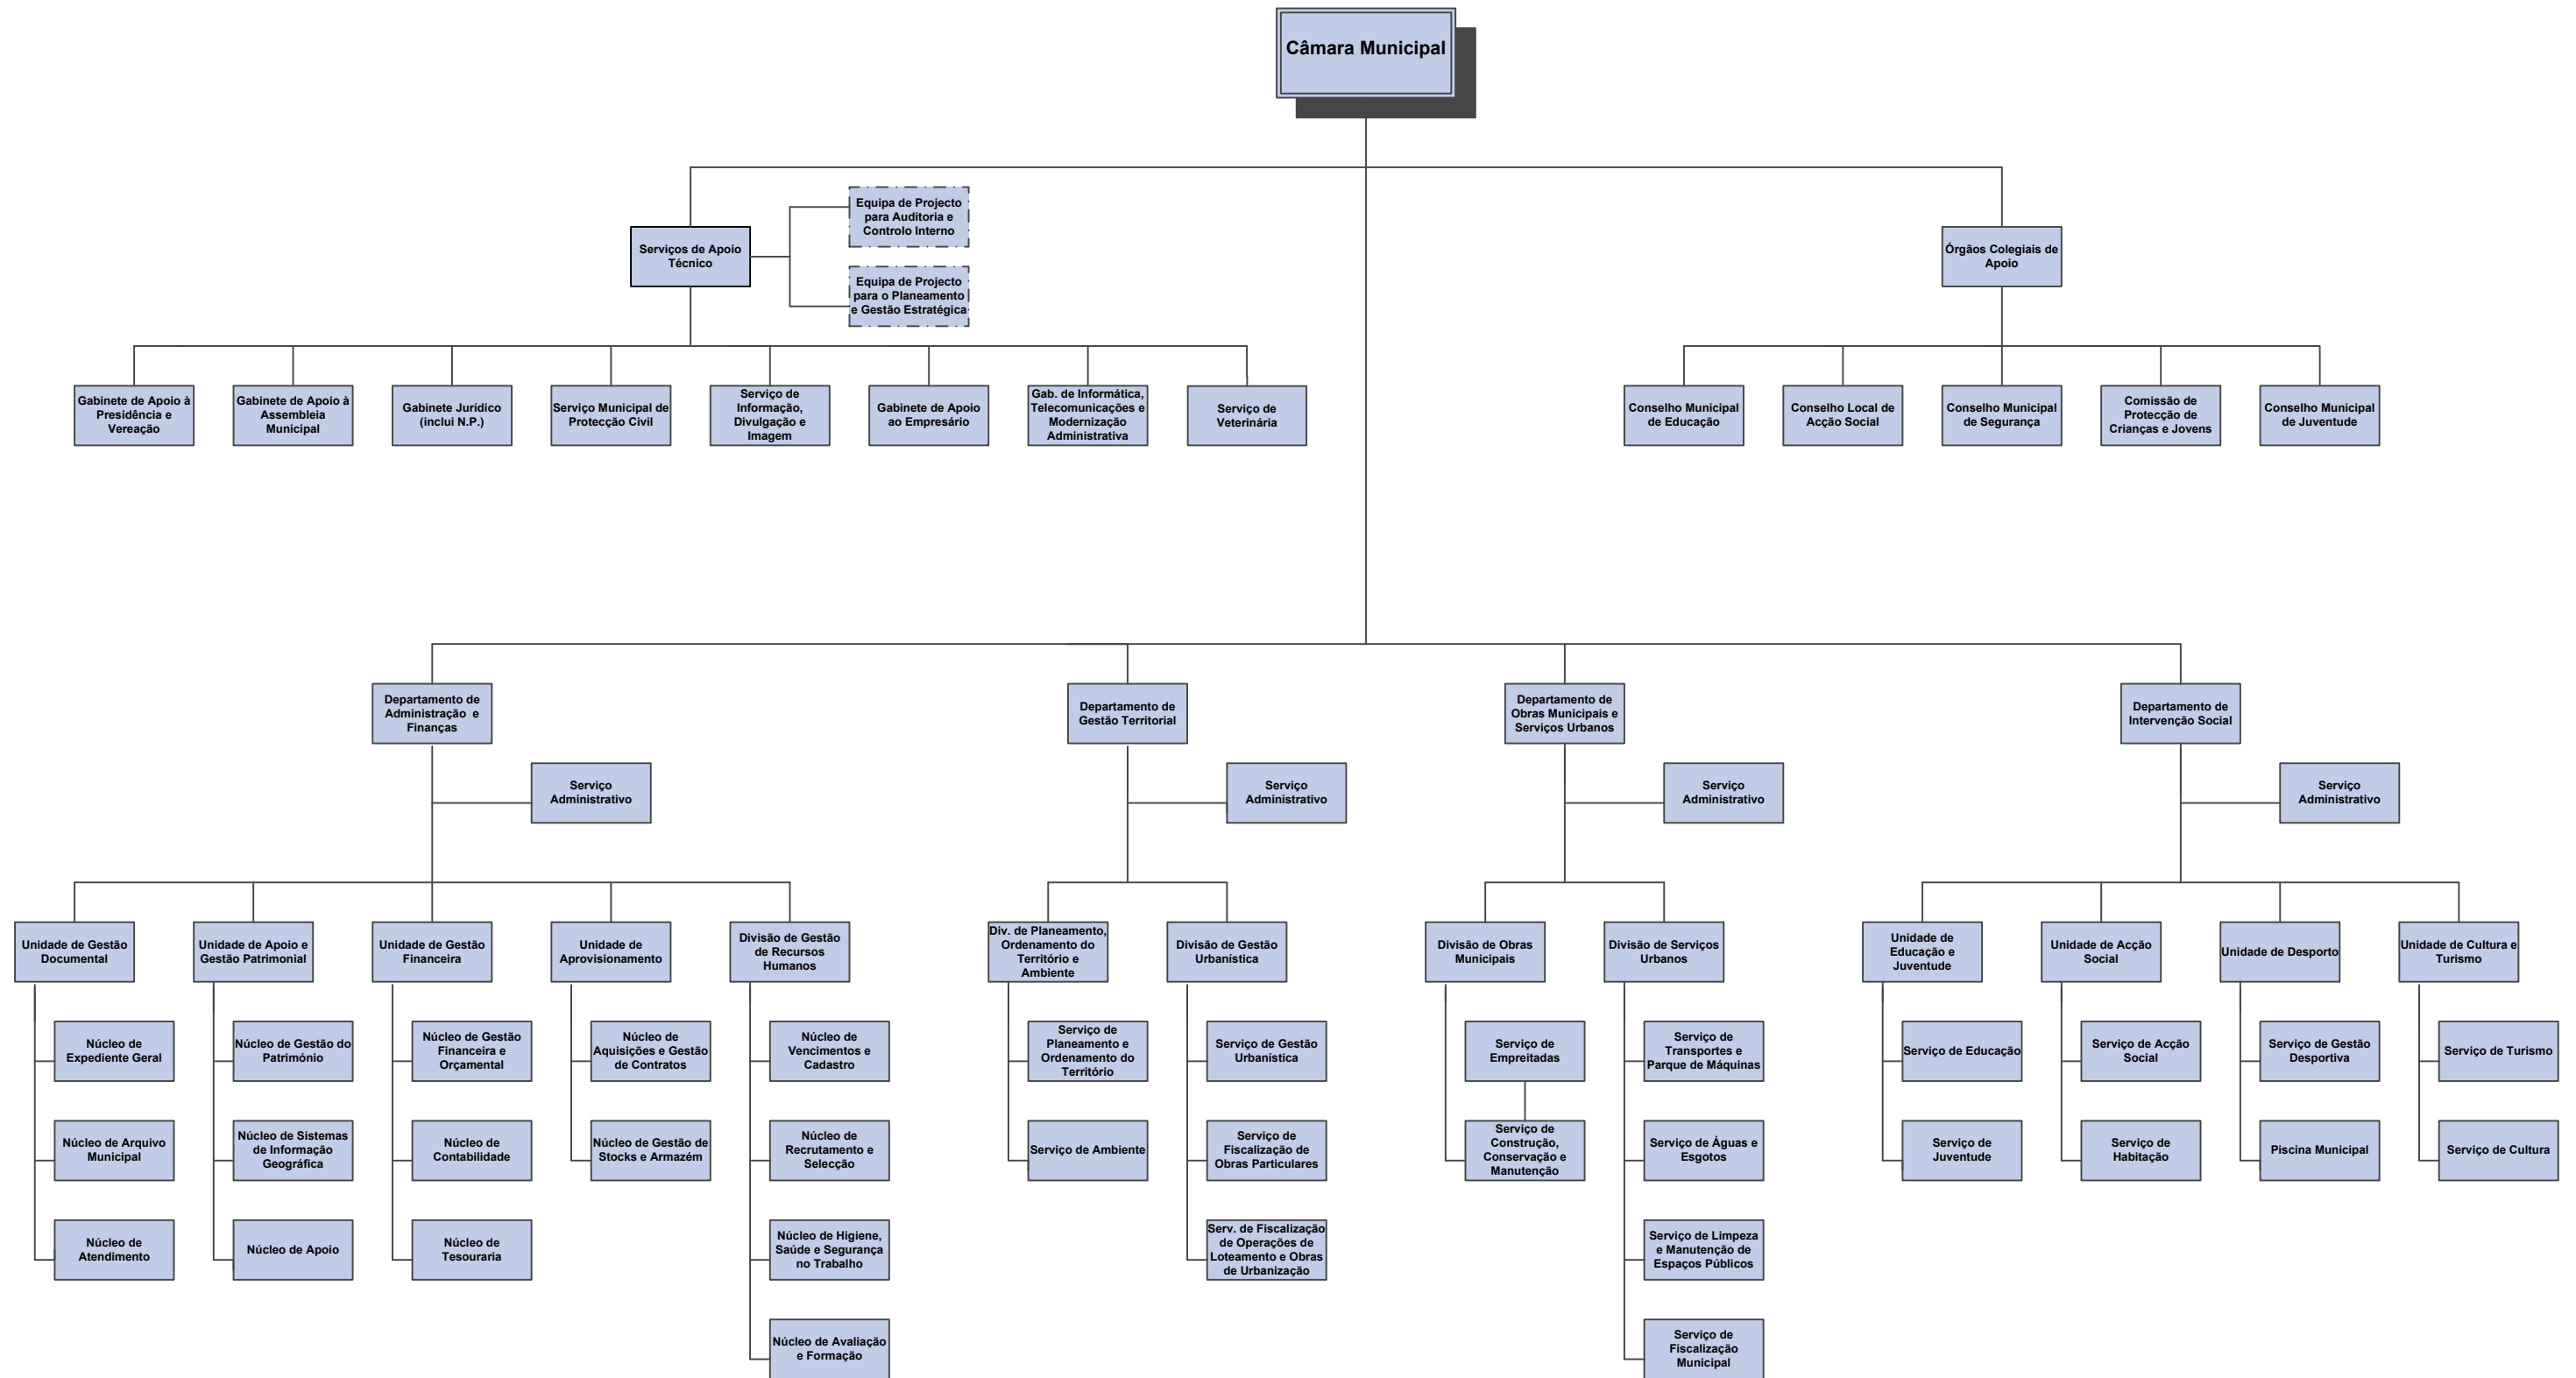 Câmara Municipal
Equipa de Projecto
para Auditoria e
Controlo Interno
Serviços de Apoio
Técnico
Órgãos Colegiais de
Apoio
Equipa de Projecto
para o Planeamento
e Gestão Estratégica
Gabinete de Apoio à
Presidência e
Vereação
Gabinete de Apoio à
Assembleia
Municipal
Gabinete Jurídico
(inclui N.P.)
Serviço Municipal de
Protecção Civil
Serviço de
Informação,
Divulgação e
Imagem
Gabinete de Apoio
ao Empresário
Gab. de Informática,
Telecomunicações e
Modernização
Administrativa
Serviço de
Veterinária
Conselho Municipal
de Educação
Conselho Local de
Acção Social
Conselho Municipal
de Segurança
Comissão de
Protecção de
Crianças e Jovens
Conselho Municipal
de Juventude
Departamento de
Administração e
Finanças
Departamento de
Gestão Territorial
Departamento de
Obras Municipais e
Serviços Urbanos
Departamento de
Intervenção Social
Serviço
Administrativo
Serviço
Administrativo
Serviço
Administrativo
Serviço
Administrativo
Unidade de Gestão
Documental
Unidade de Apoio e
Gestão Patrimonial
Unidade de Gestão
Financeira
Unidade de
Aprovisionamento
Divisão de Gestão
de Recursos
Humanos
Div. de Planeamento,
Ordenamento do
Território e
Ambiente
Divisão de Gestão
Urbanística
Divisão de Obras
Municipais
Divisão de Serviços
Urbanos
Unidade de
Educação e
Juventude
Unidade de Acção
Social
Unidade de Desporto
Unidade de Cultura e
Turismo
Núcleo de
Expediente Geral
Núcleo de Gestão do
Património
Núcleo de Gestão
Financeira e
Orçamental
Núcleo de
Aquisições e Gestão
de Contratos
Núcleo de
Vencimentos e
Cadastro
Serviço de
Planeamento e
Ordenamento do
Território
Serviço de Gestão
Urbanística
Serviço de
Empreitadas
Serviço de
Transportes e
Parque de Máquinas
Serviço de Educação
Serviço de Acção
Social
Serviço de Gestão
Desportiva
Serviço de Turismo
Núcleo de Arquivo
Municipal
Núcleo de Sistemas
de Informação
Geográfica
Núcleo de
Contabilidade
Núcleo de Gestão de
Stocks e Armazém
Núcleo de
Recrutamento e
Selecção
Serviço de Ambiente
Serviço de
Fiscalização de
Obras Particulares
Serviço de
Construção,
Conservação e
Manutenção
Serviço de Águas e
Esgotos
Serviço de
Juventude
Serviço de
Habitação
Piscina Municipal
Serviço de Cultura
Núcleo de
Atendimento
Núcleo de Apoio
Núcleo de
Tesouraria
Núcleo de Higiene,
Saúde e Segurança
no Trabalho
Serv. de Fiscalização
de Operações de
Loteamento e Obras
de Urbanização
Serviço de Limpeza
e Manutenção de
Espaços Públicos
Núcleo de Avaliação
e Formação
Serviço de
Fiscalização
Municipal